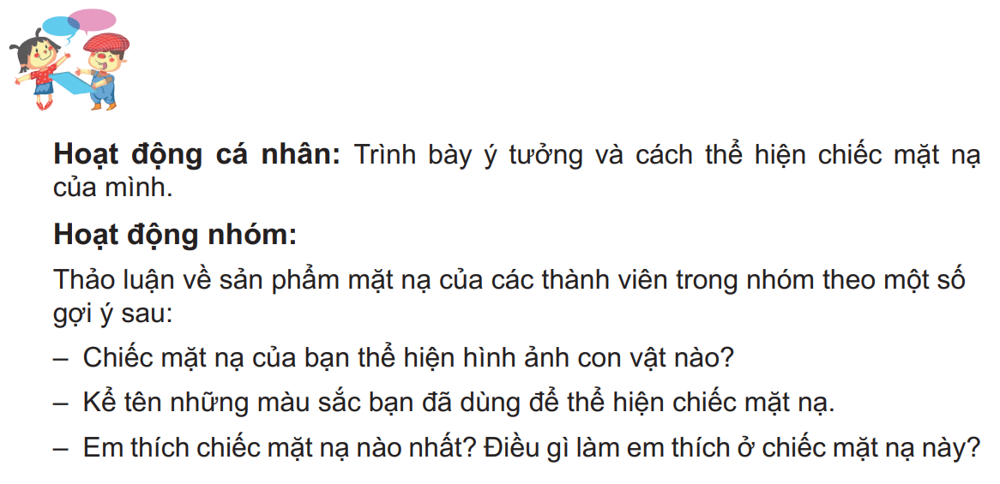 Hoạt động cá nhân: Trình bày ý tưởng và cách thể hiện chiếc mặt nạ
của mình.
Hoạt động nhóm:
Thảo luận về sản phẩm mặt nạ của các thành viên trong nhóm theo một số
gợi ý sau:
– Chiếc mặt nạ của bạn thể hiện hình ảnh con vật nào?
– Kể tên những màu sắc bạn đã dùng để thể hiện chiếc mặt nạ.
– Em thích chiếc mặt nạ nào nhất? Điều gì làm em thích ở chiếc mặt nạ này?